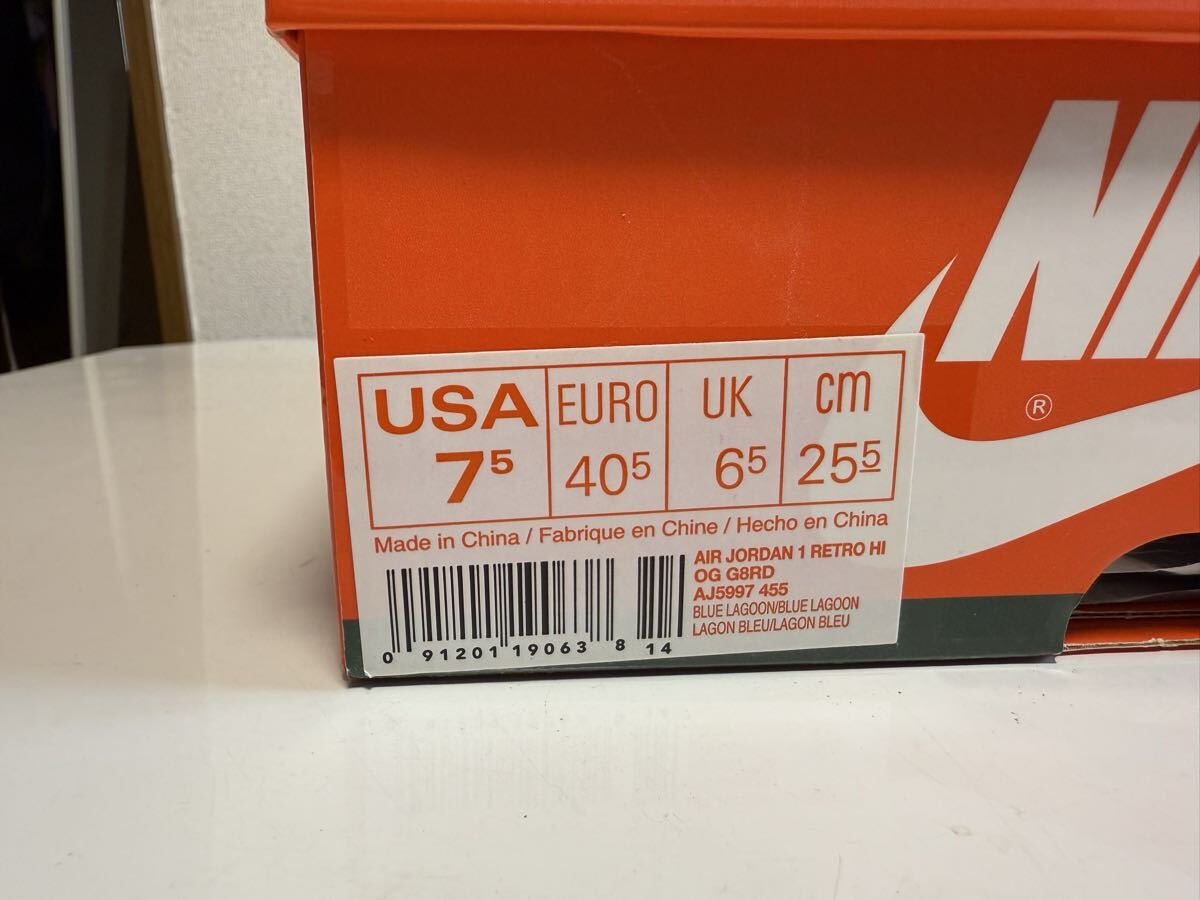 NI
®
USA EURO UK cm
7⁵ 40⁵ 6⁵ 25⁵
Made in China / Fabrique en Chine / Hecho en China
AIR JORDAN 1 RETRO HI
OG G8RD
AJ5997 455
BLUE LAGOON/BLUE LAGOON
LAGON BLEU/LAGON BLEU
0 91201 19063 8 14